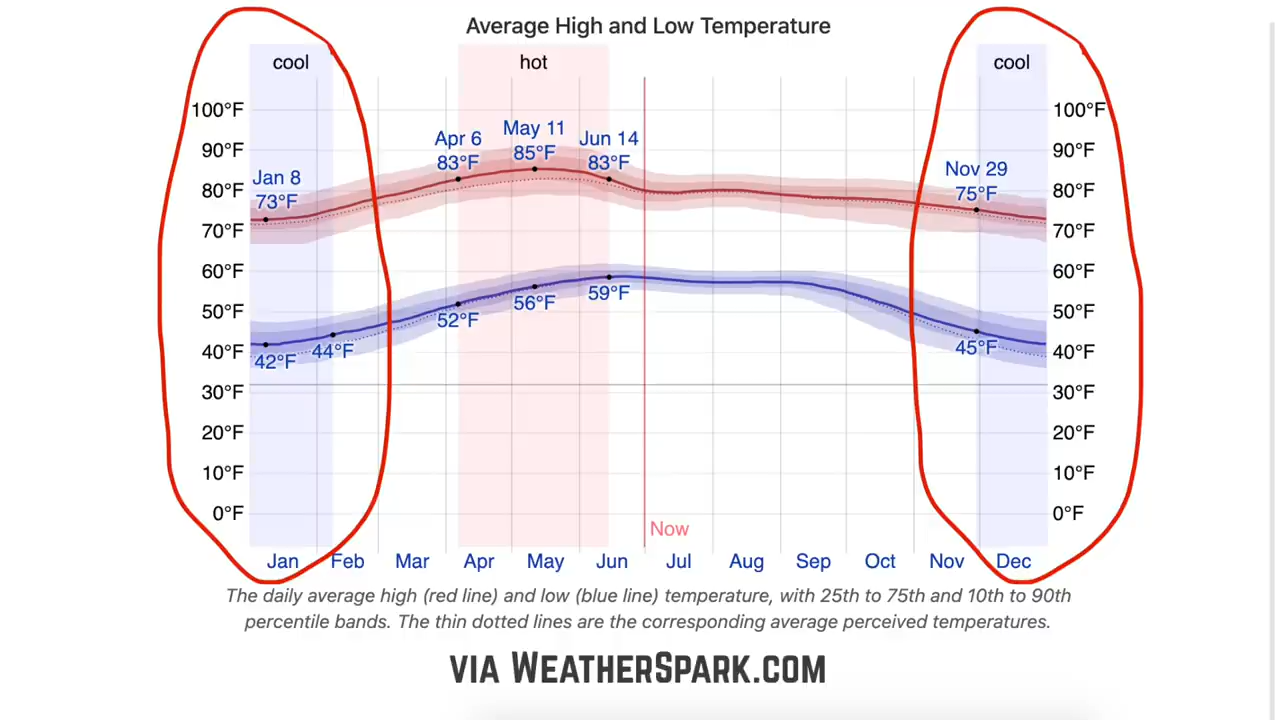 Average High and Low Temperature
cool
hot
cool
100°F
100°F
90°F
Apr 6
83°F
May 11
85°F
Jun 14
83°F
90°F
80°F
Jan 8
73°F
Nov 29
75°F
80°F
70°F
70°F
60°F
60°F
50°F
52°F
56°F
59°F
50°F
40°F
42°F
44°F
45°F
40°F
30°F
30°F
20°F
20°F
10°F
10°F
0°F
0°F
Now
Jan Feb Mar Apr May Jun Jul Aug Sep Oct Nov Dec
The daily average high (red line) and low (blue line) temperature, with 25th to 75th and 10th to 90th
percentile bands. The thin dotted lines are the corresponding average perceived temperatures.
VIA WEATHERSPARK.COM